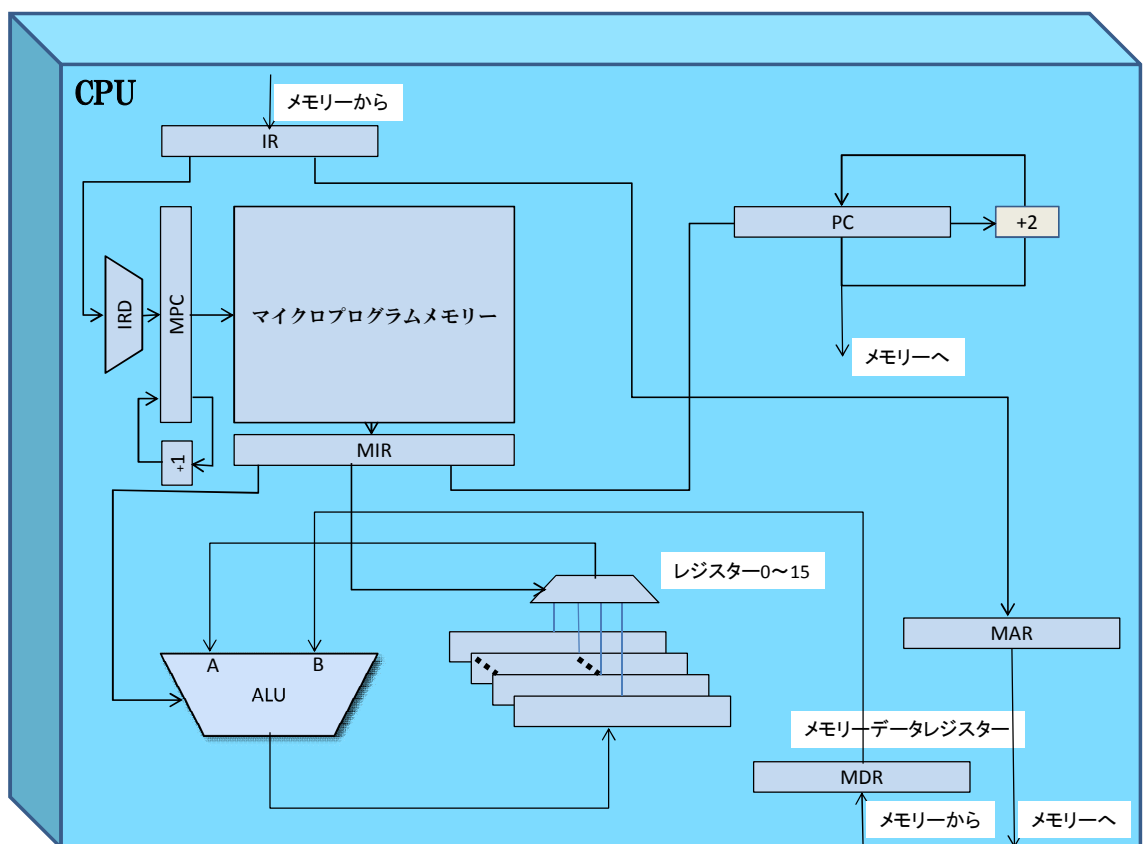 CPU
メモリーから
IR
PC
+2
IRD
MPC
マイクロプログラムメモリー
メモリーへ
MIR
+1
レジスター0～15
MAR
A
B
ALU
メモリーデータレジスター
MDR
メモリーから
メモリーへ